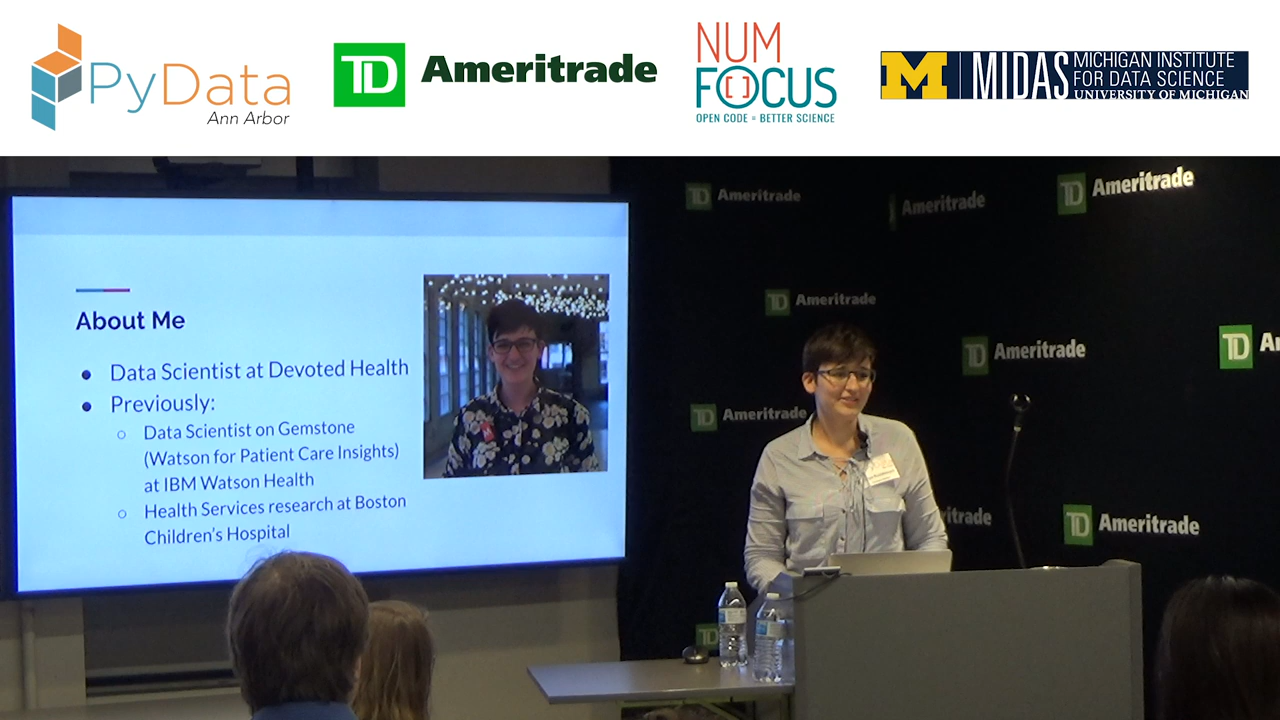 PyData
Ann Arbor
TD Ameritrade
NUM
FOCUS
OPEN CODE = BETTER SCIENCE
M MIDAS
MICHIGAN INSTITUTE
FOR DATA SCIENCE
UNIVERSITY OF MICHIGAN
About Me
Data Scientist at Devoted Health
Previously:
Data Scientist on Gemstone
(Watson for Patient Care Insights)
at IBM Watson Health
Health Services research at Boston
Children's Hospital
TD Ameritrade
Ameritrade
TD Ameritrade
TD Ameritrade
TD Ameritrade
TD
TD Ameritrade
TD Ameritrade
TD